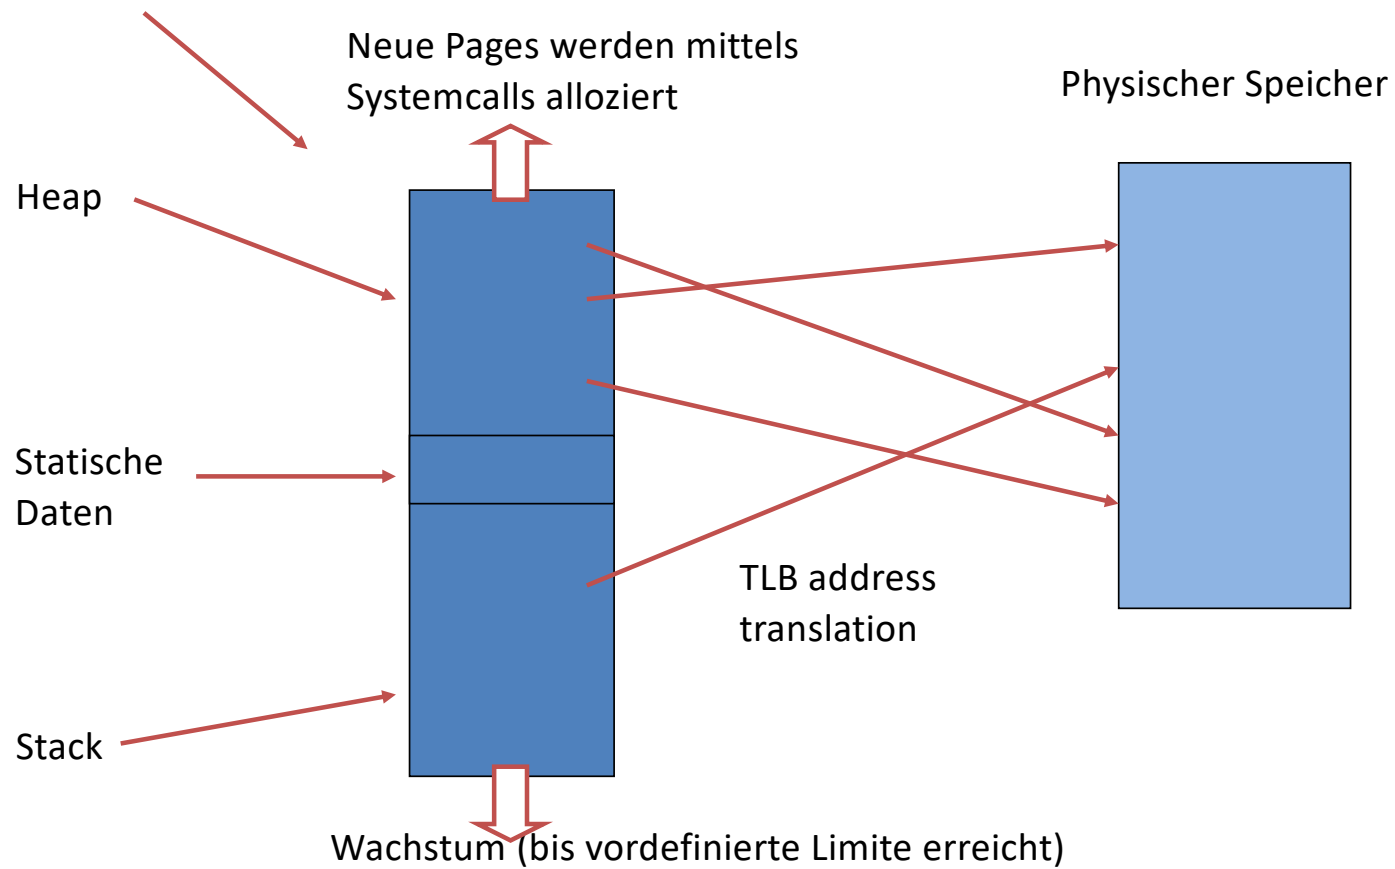 Neue Pages werden mittels
Systemcalls alloziert
Physischer Speicher
Heap
Statische
Daten
TLB address
translation
Stack
Wachstum (bis vordefinierte Limite erreicht)